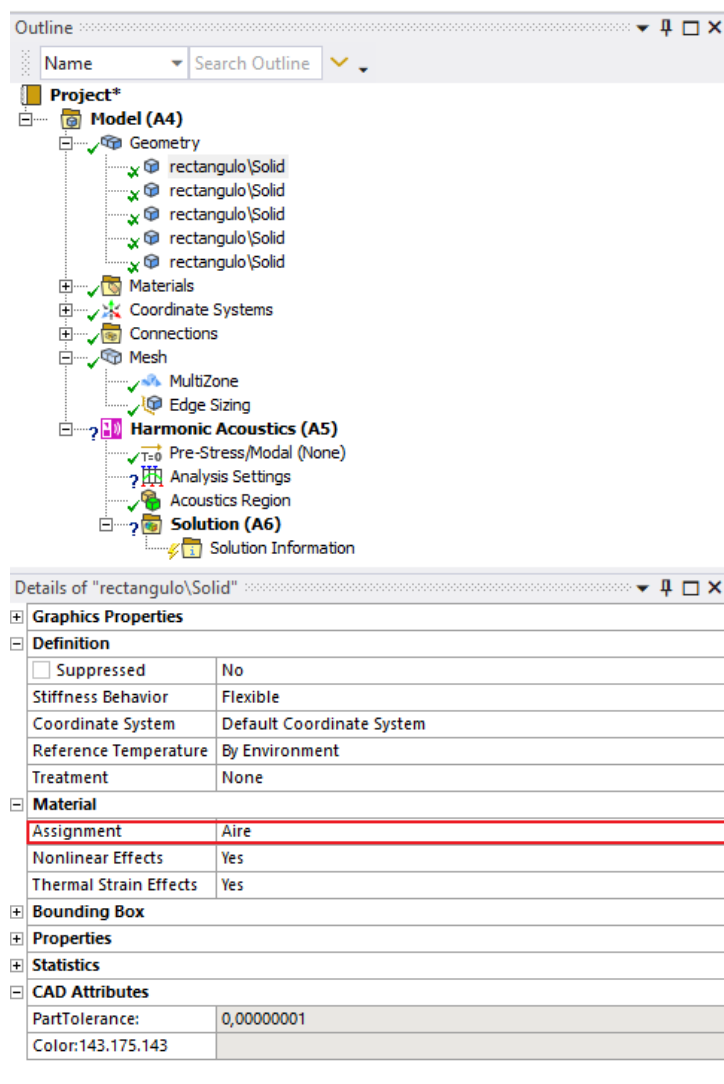 Outline
Name Search Outline
Project*
Model (A4)
Geometry
rectangulo\Solid
rectangulo\Solid
rectangulo\Solid
rectangulo\Solid
rectangulo\Solid
Materials
Coordinate Systems
Connections
Mesh
MultiZone
Edge Sizing
? Harmonic Acoustics (A5)
T=0 Pre-Stress/Modal (None)
? Analysis Settings
Acoustics Region
? Solution (A6)
i Solution Information
Details of "rectangulo\Solid"
Graphics Properties
Definition
Suppressed No
Stiffness Behavior Flexible
Coordinate System Default Coordinate System
Reference Temperature By Environment
Treatment None
Material
Assignment Aire
Nonlinear Effects Yes
Thermal Strain Effects Yes
Bounding Box
Properties
Statistics
CAD Attributes
PartTolerance: 0,00000001
Color:143.175.143